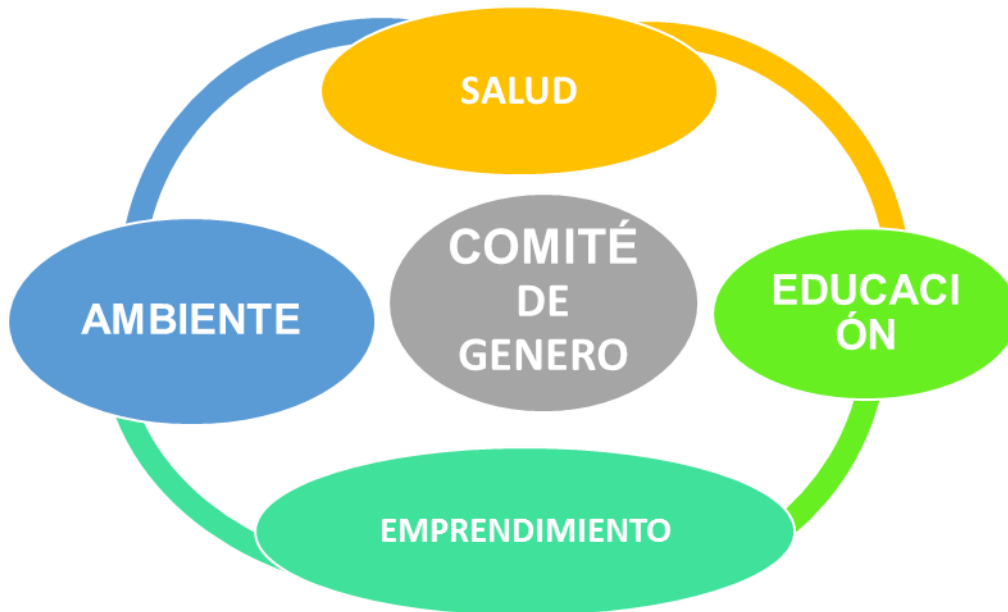 SALUD
COMITÉ
DE
GENERO
EDUCACI
ÓN
AMBIENTE
EMPRENDIMIENTO